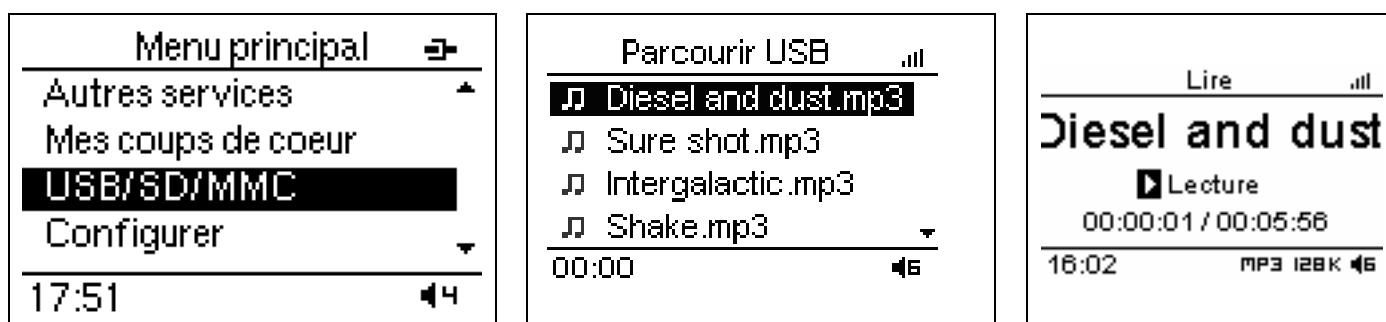 Menu principal
Autres services
Mes coups de coeur
USB/SD/MMC
Configurer
17:51 4
Parcourir USB
Diesel and dust.mp3
Sure shot.mp3
Intergalactic.mp3
Shake.mp3
00:00 6
Lire
Diesel and dust
Lecture
00:00:01 / 00:05:56
16:02 MP3 128K 6